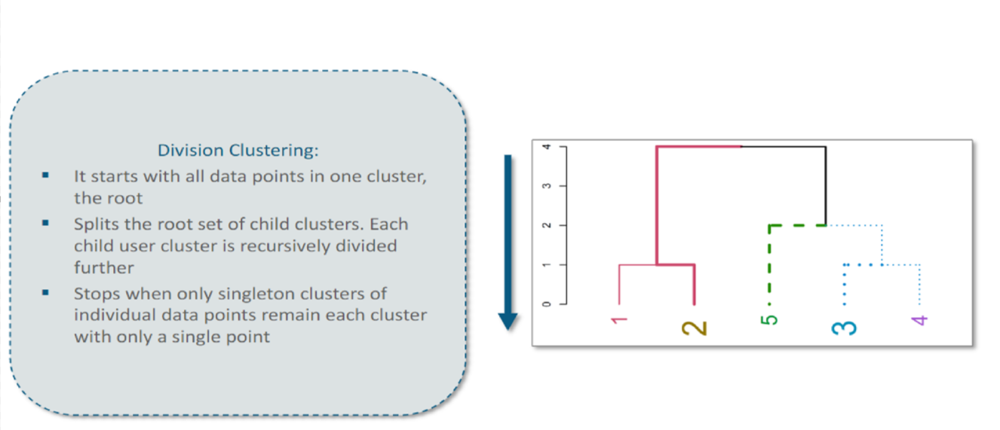 Division Clustering:
▪ It starts with all data points in one cluster,
the root
▪ Splits the root set of child clusters. Each
child user cluster is recursively divided
further
▪ Stops when only singleton clusters of
individual data points remain each cluster
with only a single point
4
3
2
1
0
1 2 5 3 4